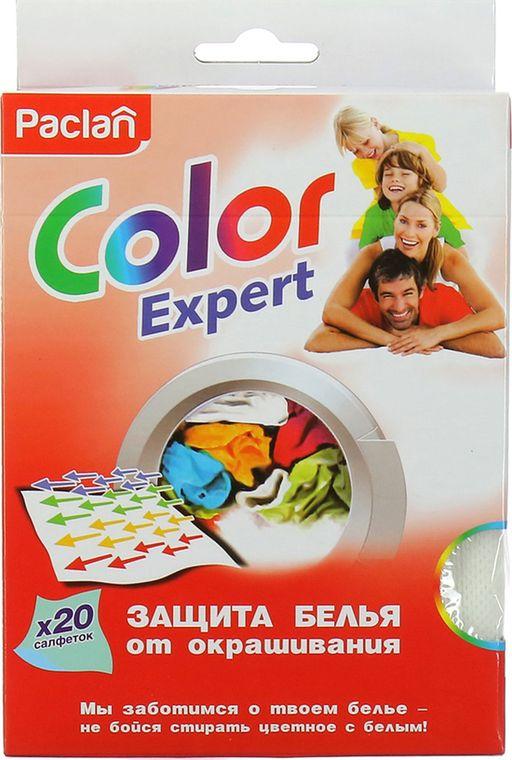 Paclan
Color
Expert
x20
салфеток
ЗАЩИТА БЕЛЬЯ
от окрашивания
Мы заботимся о твоем белье –
не бойся стирать цветное с белым!